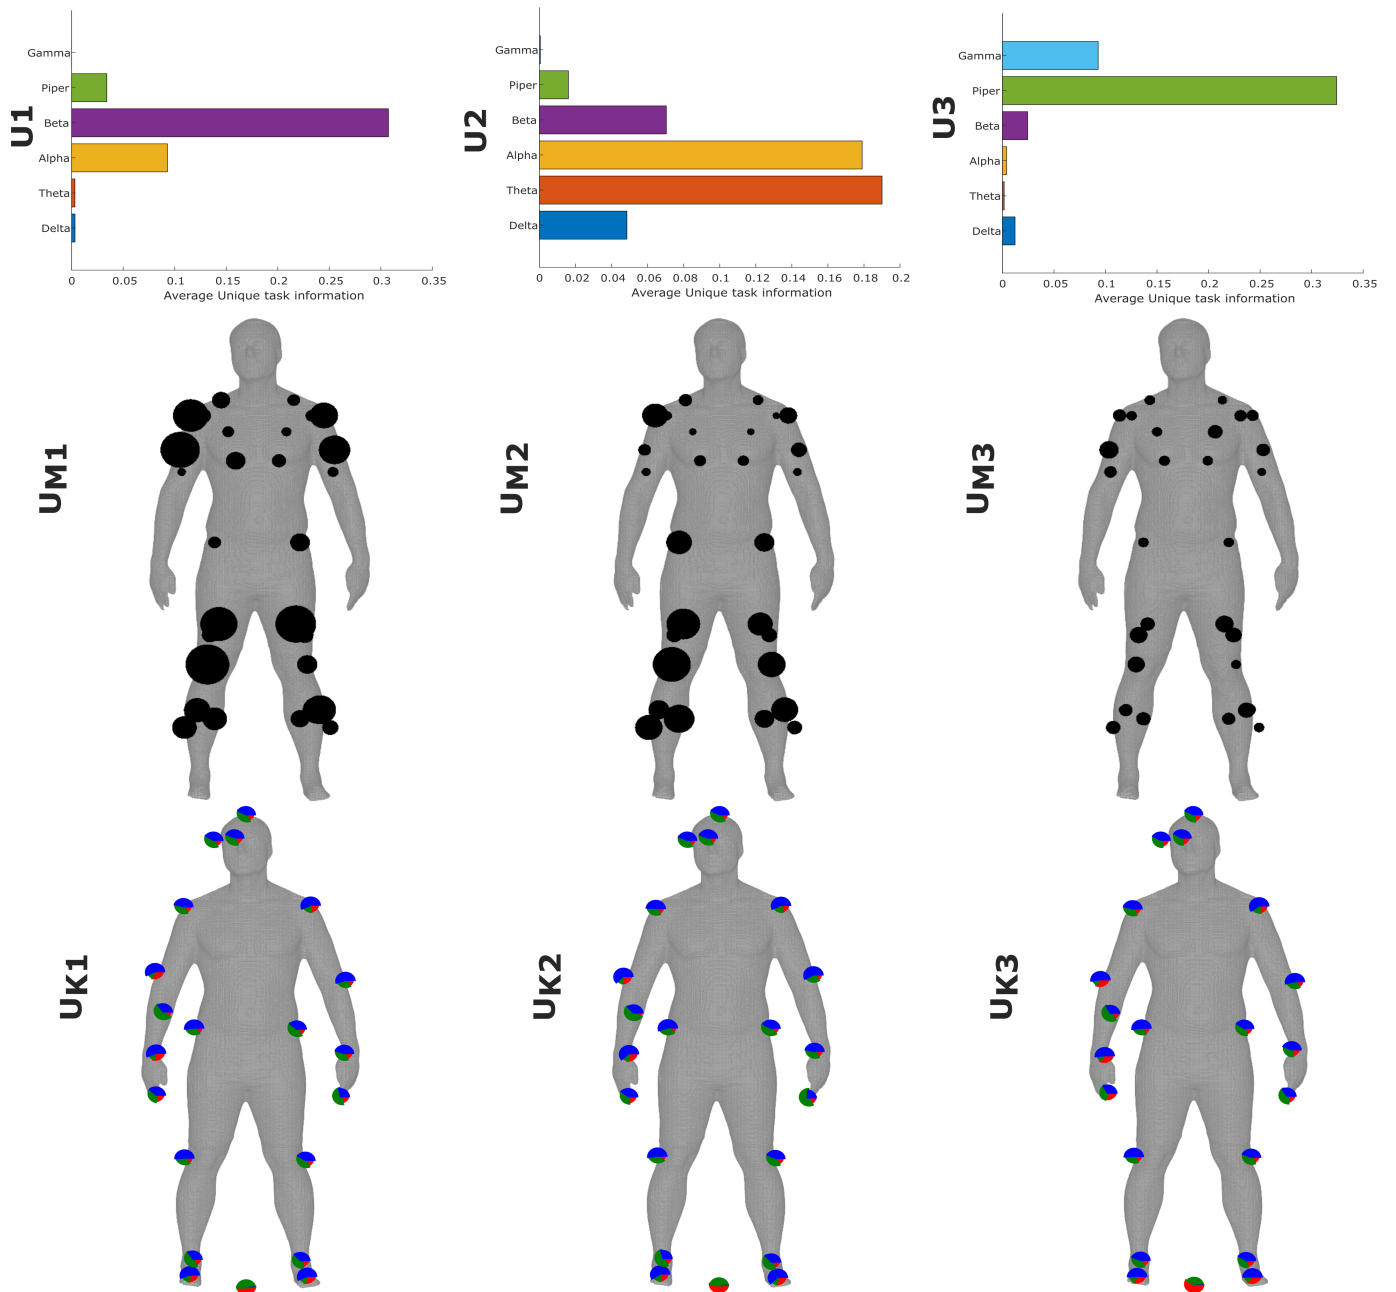 U1
Gamma
Piper
Beta
Alpha
Theta
Delta
0 0.05 0.1 0.15 0.2 0.25 0.3 0.35
Average Unique task information
U2
Gamma
Piper
Beta
Alpha
Theta
Delta
0 0.02 0.04 0.06 0.08 0.1 0.12 0.14 0.16 0.18 0.2
Average Unique task information
U3
Gamma
Piper
Beta
Alpha
Theta
Delta
0 0.05 0.1 0.15 0.2 0.25 0.3 0.35
Average Unique task information
UM1
UM2
UM3
UK1
UK2
UK3